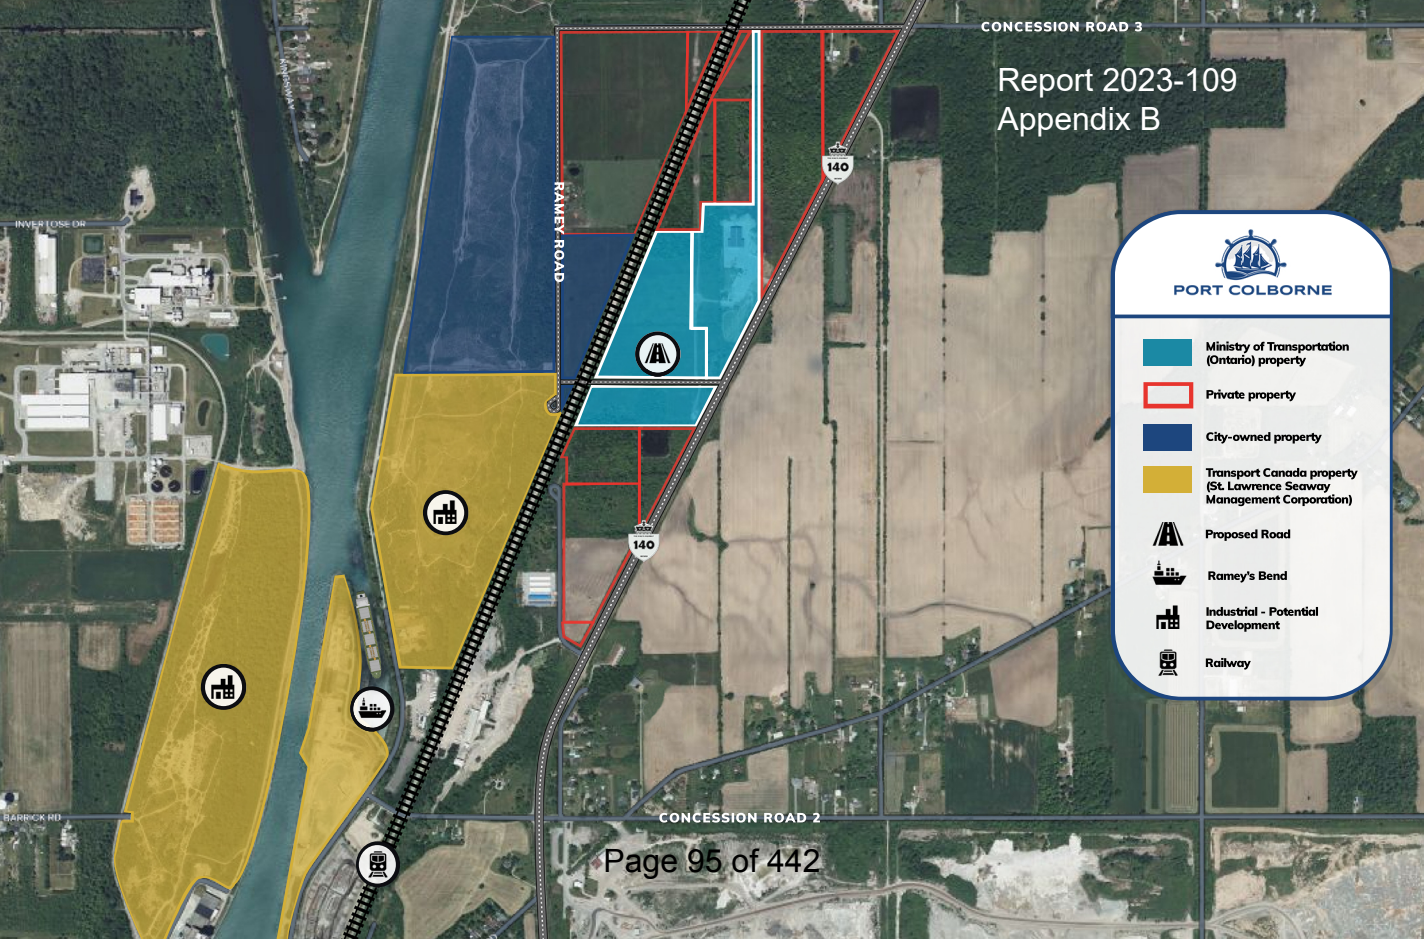 CONCESSION ROAD 3
Report 2023-109
Appendix B
KINGSWAY
RAMEY ROAD
140
INVERTOSE DR
PORT COLBORNE
Ministry of Transportation
(Ontario) property
Private property
City-owned property
Transport Canada property
(St. Lawrence Seaway
Management Corporation)
Proposed Road
Ramey's Bend
Industrial - Potential
Development
Railway
140
BARRICK RD
CONCESSION ROAD 2
Page 95 of 442